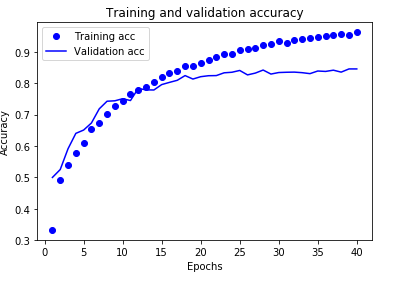 Training and validation accuracy
Training acc
Validation acc
Accuracy
0.9
0.8
0.7
0.6
0.5
0.4
0.3
0 5 10 15 20 25 30 35 40
Epochs